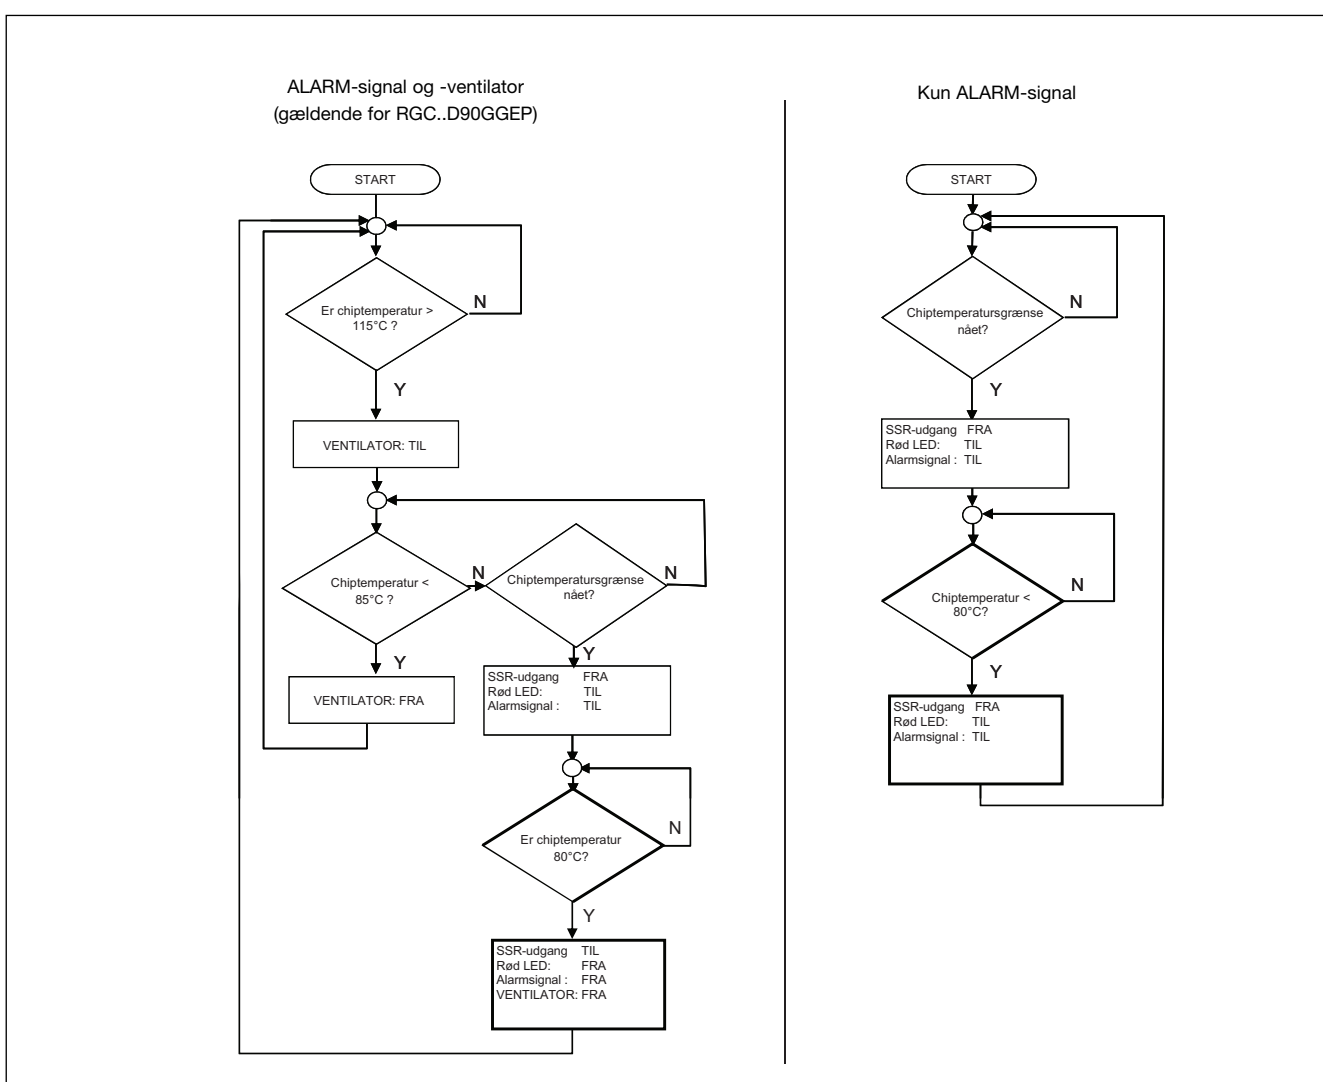 ALARM-signal og -ventilator
(gældende for RGC..D90GGEP)
START
Er chiptemperatur >
115°C ?
N
Y
VENTILATOR: TIL
Chiptemperatur <
85°C ?
N
Chiptemperatursgrænse
nået?
N
Y
VENTILATOR: FRA
Y
SSR-udgang FRA
Rød LED: TIL
Alarmsignal : TIL
Er chiptemperatur
80°C?
N
Y
SSR-udgang TIL
Rød LED: FRA
Alarmsignal : FRA
VENTILATOR: FRA
Kun ALARM-signal
START
Chiptemperatursgrænse
nået?
N
Y
SSR-udgang FRA
Rød LED: TIL
Alarmsignal : TIL
Chiptemperatur <
80°C?
N
Y
SSR-udgang FRA
Rød LED: TIL
Alarmsignal : TIL